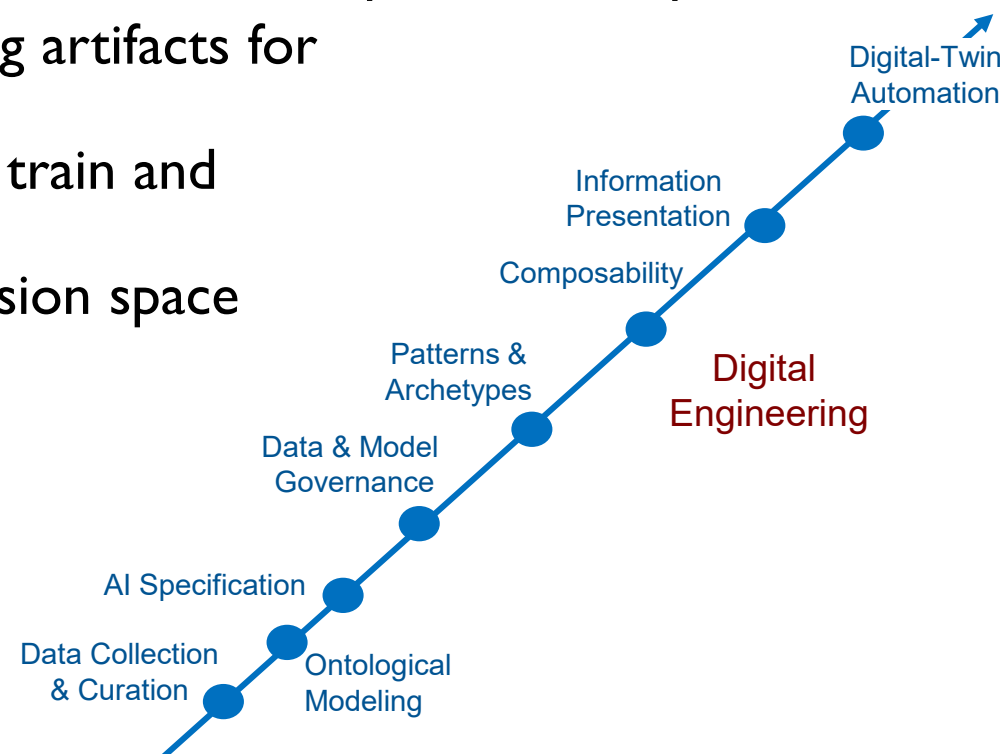 g artifacts for
train and
sion space
Digital-Twin
Automation
Information
Presentation
Composability
Patterns &
Archetypes
Digital
Engineering
Data & Model
Governance
AI Specification
Data Collection
& Curation
Ontological
Modeling